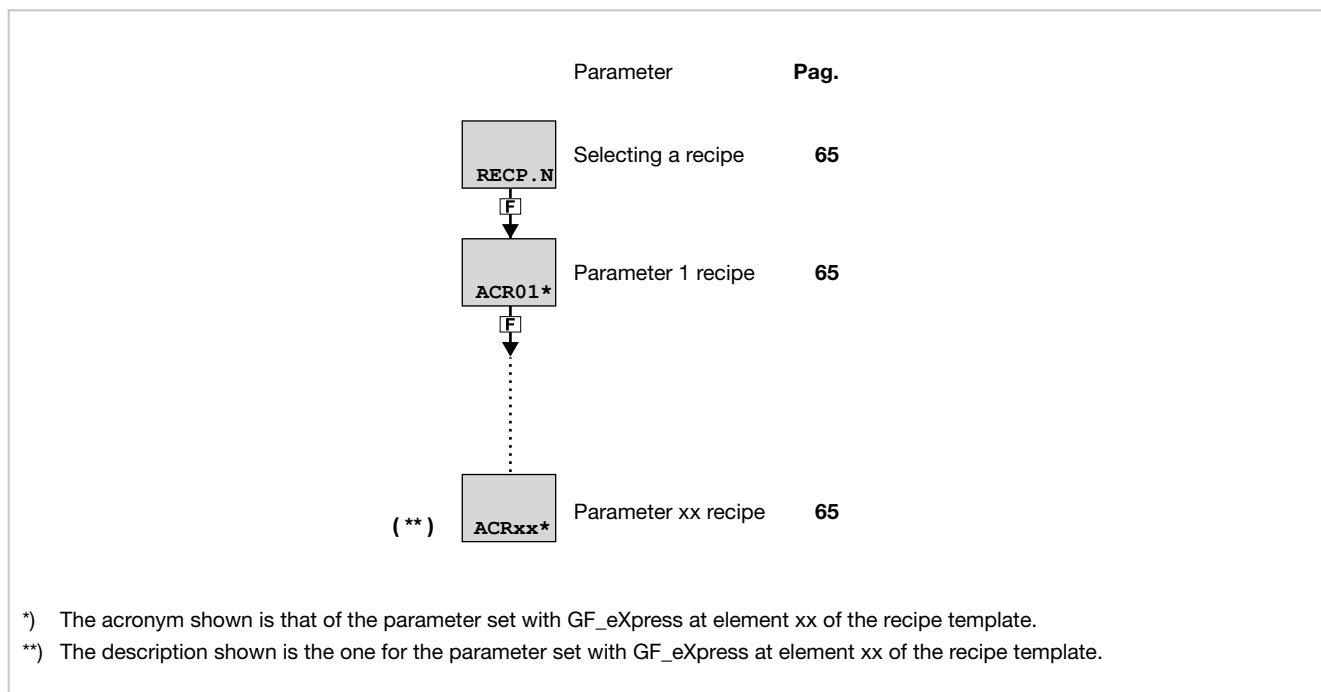 Parameter Pag.
RECP.N Selecting a recipe 65
F
ACR01* Parameter 1 recipe 65
F
( ** ) ACRxx* Parameter xx recipe 65
*) The acronym shown is that of the parameter set with GF_eXpress at element xx of the recipe template.
**) The description shown is the one for the parameter set with GF_eXpress at element xx of the recipe template.